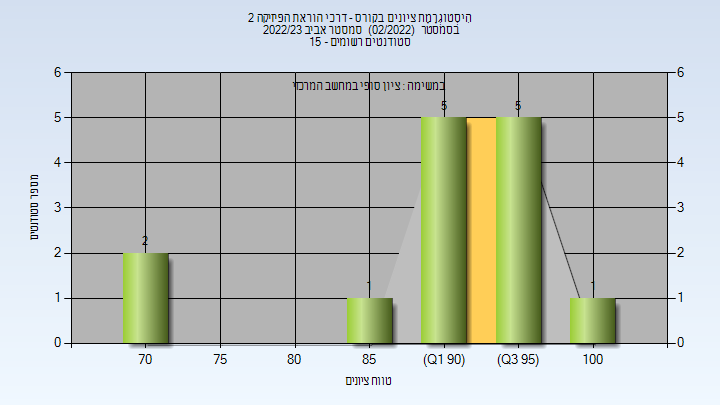 היסטוגרמת ציונים בקורס - דרכי הוראת הפיזיקה 2
בסמסטר (02/2022) סמסטר אביב 2022/23
סטודנטים רשומים - 15
במשימה : ציון סופי במחשב המרכזי
6 6
5 5 5 5
4 4
3 3
2 2 2
1 1 1 1
0 0
70 75 80 85 (Q1 90) (Q3 95) 100
מספר סטודנטים
טווח ציונים